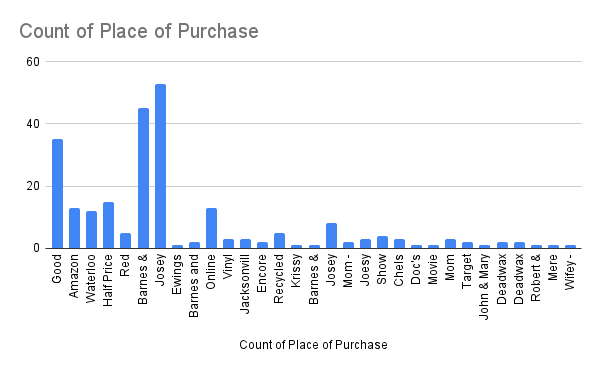 Count of Place of Purchase
60
40
20
0
Good
Amazon
Waterloo
Half Price
Red
Barnes &
Josey
Ewings
Barnes and
Online
Vinyl
Jacksonvill
Encore
Recycled
Krissy
Barnes &
Josey
Mom -
Joesy
Show
Chels
Doc's
Movie
Mom
Target
John & Mary
Deadwax
Deadwax
Robert &
Mere
Wifey -
Count of Place of Purchase